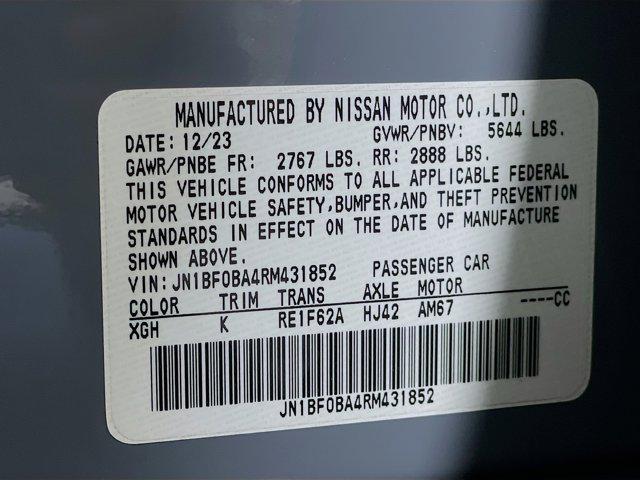 MANUFACTURED BY NISSAN MOTOR CO.,LTD.
DATE: 12/23 GVWR/PNBV: 5644 LBS.
GAWR/PNBE FR: 2767 LBS. RR: 2888 LBS.
THIS VEHICLE CONFORMS TO ALL APPLICABLE FEDERAL
MOTOR VEHICLE SAFETY,BUMPER,AND THEFT PREVENTION
STANDARDS IN EFFECT ON THE DATE OF MANUFACTURE
SHOWN ABOVE.
VIN:JN1BF0BA4RM431852 PASSENGER CAR
COLOR TRIM TRANS AXLE MOTOR
XGH K RE1F62A HJ42 AM67 ----CC
JN1BF0BA4RM431852